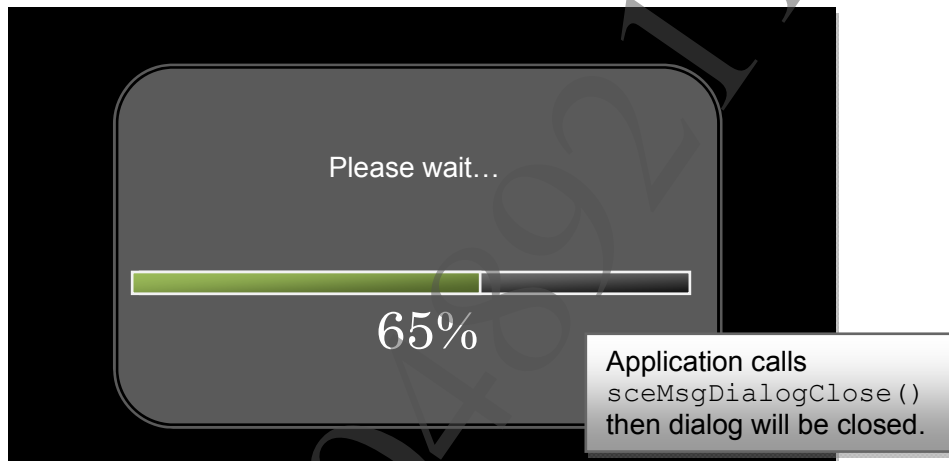 Please wait…
65%
Application calls
sceMsgDialogClose()
then dialog will be closed.